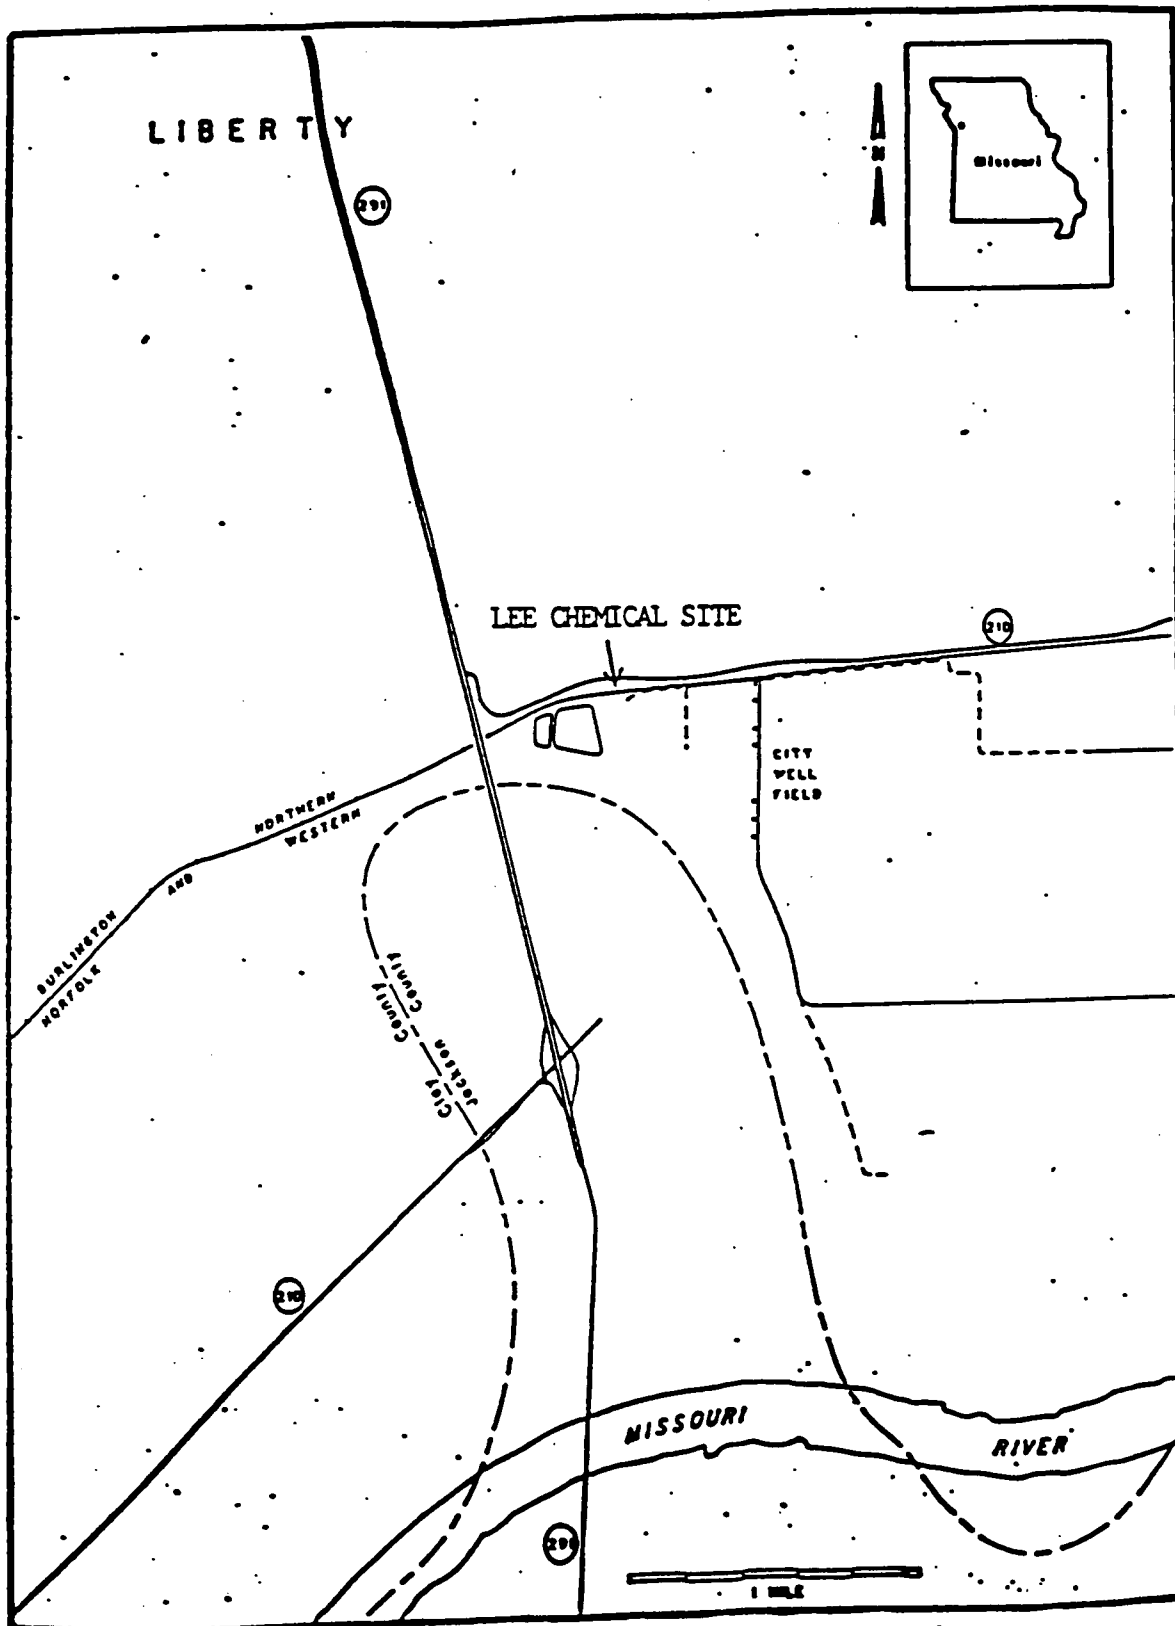 LIBERTY
291
N
Missouri
LEE CHEMICAL SITE
210
CITY
WELL
FIELD
NORTHERN
WESTERN
AND
BURLINGTON
NORFOLK
Clay County
Jackson County
210
MISSOURI RIVER
291
1 MILE